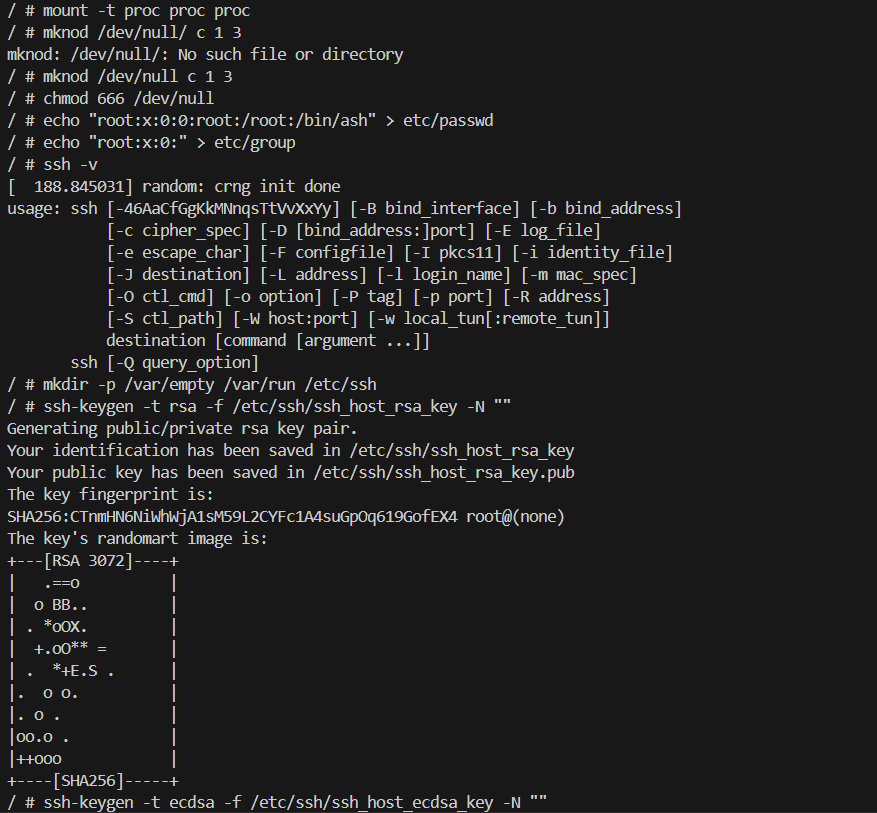 / # mount -t proc proc proc
/ # mknod /dev/null/ c 1 3
mknod: /dev/null/: No such file or directory
/ # mknod /dev/null c 1 3
/ # chmod 666 /dev/null
/ # echo "root:x:0:0:root:/root:/bin/ash" > etc/passwd
/ # echo "root:x:0:" > etc/group
/ # ssh -v
[  188.845031] random: crng init done
usage: ssh [-46AaCfGgKkMNnqsTtVvXxYy] [-B bind_interface] [-b bind_address]
           [-c cipher_spec] [-D [bind_address:]port] [-E log_file]
           [-e escape_char] [-F configfile] [-I pkcs11] [-i identity_file]
           [-J destination] [-L address] [-l login_name] [-m mac_spec]
           [-O ctl_cmd] [-o option] [-P tag] [-p port] [-R address]
           [-S ctl_path] [-W host:port] [-w local_tun[:remote_tun]]
           destination [command [argument ...]]
       ssh [-Q query_option]
/ # mkdir -p /var/empty /var/run /etc/ssh
/ # ssh-keygen -t rsa -f /etc/ssh/ssh_host_rsa_key -N ""
Generating public/private rsa key pair.
Your identification has been saved in /etc/ssh/ssh_host_rsa_key
Your public key has been saved in /etc/ssh/ssh_host_rsa_key.pub
The key fingerprint is:
SHA256:CTnmHN6NiWhWjA1sM59L2CYFc1A4suGpOq619GofEX4 root@(none)
The key's randomart image is:
+---[RSA 3072]----+
|   .==o          |
|  o BB..         |
| . *oOX.         |
|  +.oO** =       |
| .  *+E.S .      |
|.  o o.          |
|. o .            |
|oo.o .           |
|++ooo            |
+----[SHA256]-----+
/ # ssh-keygen -t ecdsa -f /etc/ssh/ssh_host_ecdsa_key -N ""